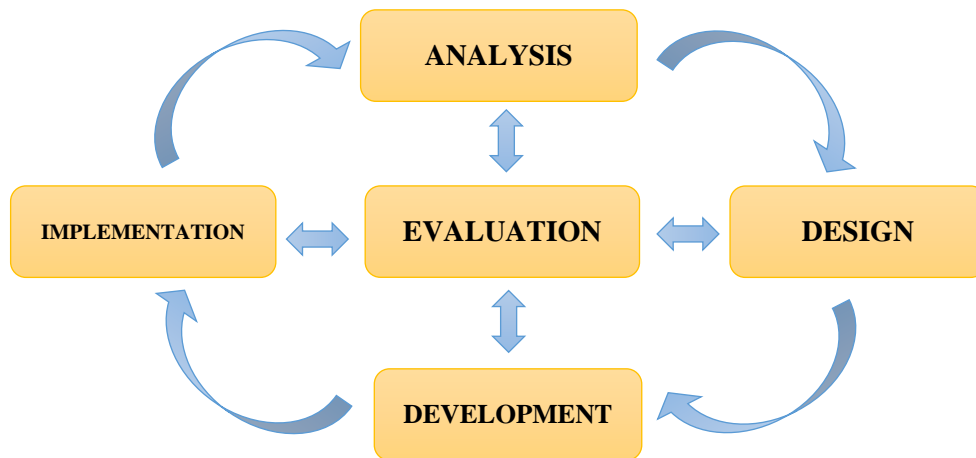 ANALYSIS
IMPLEMENTATION
EVALUATION
DESIGN
DEVELOPMENT